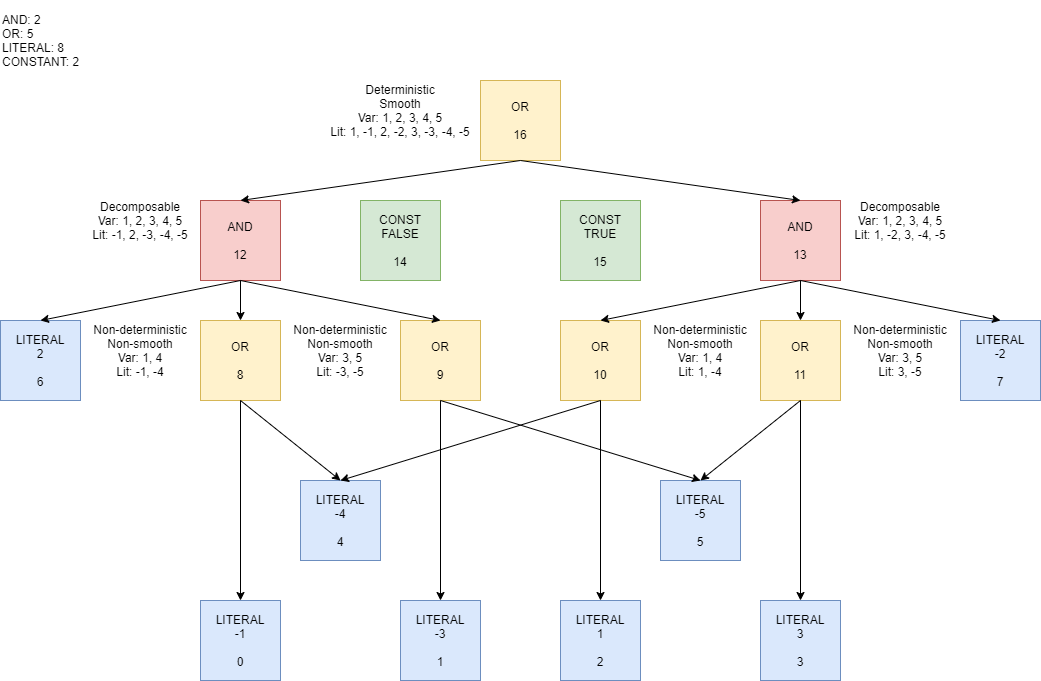 AND: 2
OR: 5
LITERAL: 8
CONSTANT: 2
Deterministic
Smooth
Var: 1, 2, 3, 4, 5
Lit: 1, -1, 2, -2, 3, -3, -4, -5
OR
16
Decomposable
Var: 1, 2, 3, 4, 5
Lit: -1, 2, -3, -4, -5
AND
12
CONST
FALSE
14
CONST
TRUE
15
AND
13
Decomposable
Var: 1, 2, 3, 4, 5
Lit: 1, -2, 3, -4, -5
LITERAL
2
6
Non-deterministic
Non-smooth
Var: 1, 4
Lit: -1, -4
OR
8
Non-deterministic
Non-smooth
Var: 3, 5
Lit: -3, -5
OR
9
OR
10
Non-deterministic
Non-smooth
Var: 1, 4
Lit: 1, -4
OR
11
Non-deterministic
Non-smooth
Var: 3, 5
Lit: 3, -5
LITERAL
-2
7
LITERAL
-4
4
LITERAL
-5
5
LITERAL
-1
0
LITERAL
-3
1
LITERAL
1
2
LITERAL
3
3